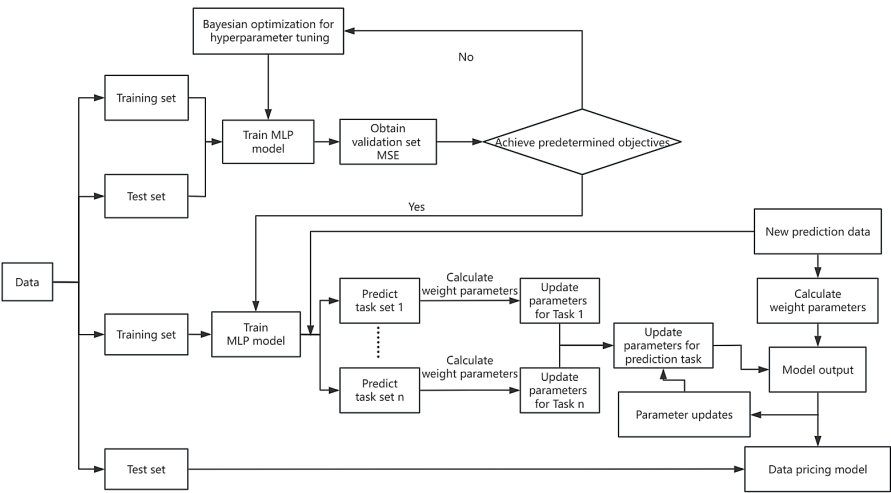 Bayesian optimization for
hyperparameter tuning
No
Training set
Train MLP
model
Obtain
validation set
MSE
Achieve predetermined objectives
Test set
Yes
New prediction data
Data
Calculate
weight parameters
Predict
task set 1
Calculate
weight parameters
Update
parameters
for Task 1
Training set
Train
MLP model
Update
parameters for
prediction task
Model output
Predict
task set n
Calculate
weight parameters
Update
parameters
for Task n
Parameter updates
Test set
Data pricing model